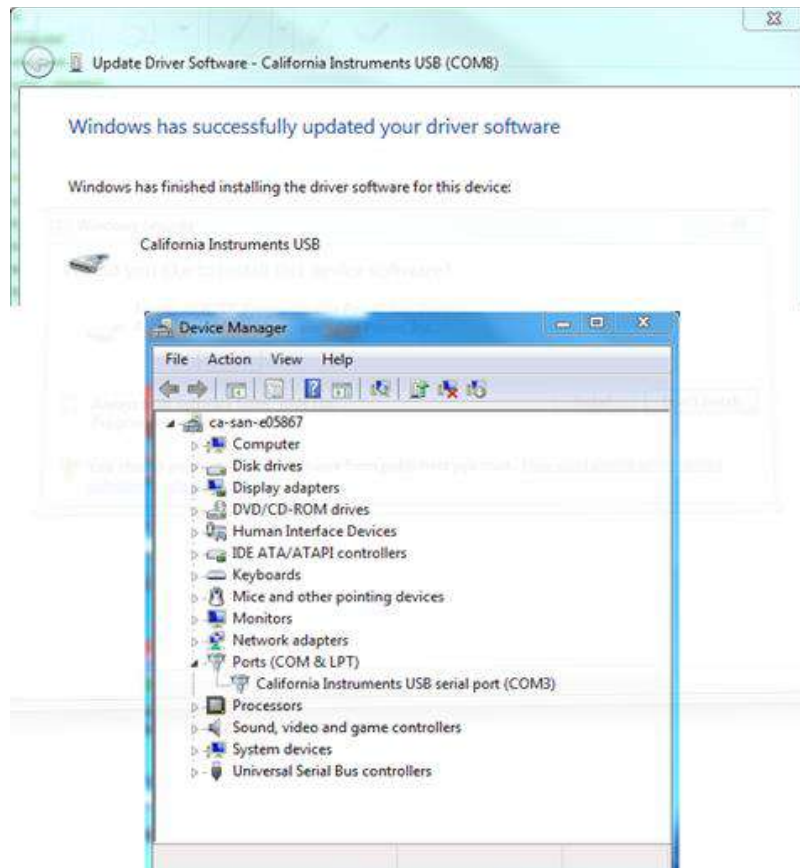 Update Driver Software - California Instruments USB (COM8)
Windows has successfully updated your driver software
Windows has finished installing the driver software for this device:
California Instruments USB
Device Manager
File Action View Help
ca-san-e05867
Computer
Disk drives
Display adapters
DVD/CD-ROM drives
Human Interface Devices
IDE ATA/ATAPI controllers
Keyboards
Mice and other pointing devices
Monitors
Network adapters
Ports (COM & LPT)
California Instruments USB serial port (COM3)
Processors
Sound, video and game controllers
System devices
Universal Serial Bus controllers